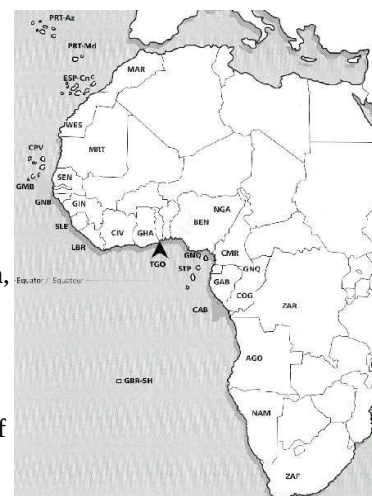 PRT-Az
PRT-Md
MAR
ESP-Cn
WES
MRT
CPV
SEN
GMB
GNB
GIN
NGA
BEN
SLE
CIV
GHA
LBR
CMR
GNQ
GNQ
TGO
STP
a,
Equator / Equateur
GAB
COG
ZAR
CAB
AGO
GBR-SH
f
NAM
ZAF